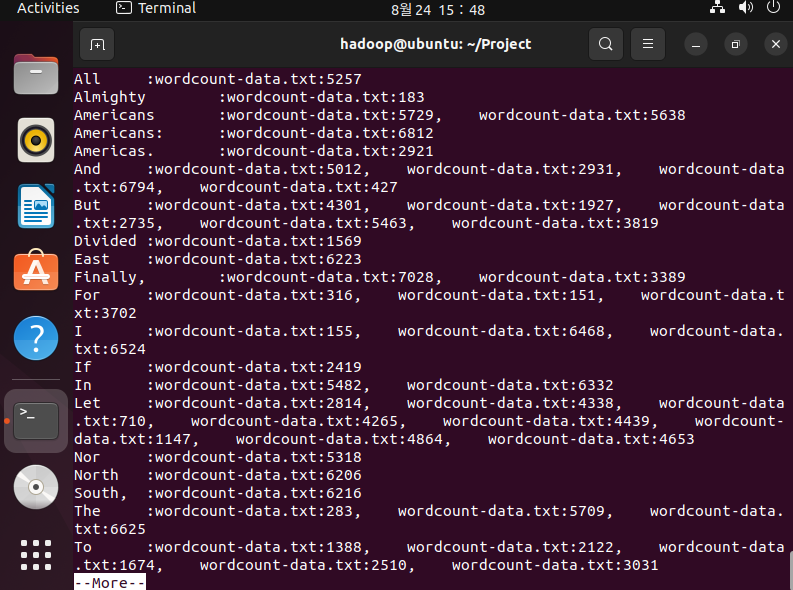 Activities
Terminal
8월 24 15 : 48
hadoop@ubuntu: ~/Project
All :wordcount-data.txt:5257
Almighty :wordcount-data.txt:183
Americans :wordcount-data.txt:5729, wordcount-data.txt:5638
Americans: :wordcount-data.txt:6812
Americas. :wordcount-data.txt:2921
And :wordcount-data.txt:5012, wordcount-data.txt:2931, wordcount-data
.txt:6794, wordcount-data.txt:427
But :wordcount-data.txt:4301, wordcount-data.txt:1927, wordcount-data
.txt:2735, wordcount-data.txt:5463, wordcount-data.txt:3819
Divided :wordcount-data.txt:1569
East :wordcount-data.txt:6223
Finally, :wordcount-data.txt:7028, wordcount-data.txt:3389
For :wordcount-data.txt:316, wordcount-data.txt:151, wordcount-data.t
xt:3702
I :wordcount-data.txt:155, wordcount-data.txt:6468, wordcount-data.
txt:6524
If :wordcount-data.txt:2419
In :wordcount-data.txt:5482, wordcount-data.txt:6332
Let :wordcount-data.txt:2814, wordcount-data.txt:4338, wordcount-data
.txt:710, wordcount-data.txt:4265, wordcount-data.txt:4439, wordcount-
data.txt:1147, wordcount-data.txt:4864, wordcount-data.txt:4653
Nor :wordcount-data.txt:5318
North :wordcount-data.txt:6206
South, :wordcount-data.txt:6216
The :wordcount-data.txt:283, wordcount-data.txt:5709, wordcount-data.
txt:6625
To :wordcount-data.txt:1388, wordcount-data.txt:2122, wordcount-data
.txt:1674, wordcount-data.txt:2510, wordcount-data.txt:3031
--More--